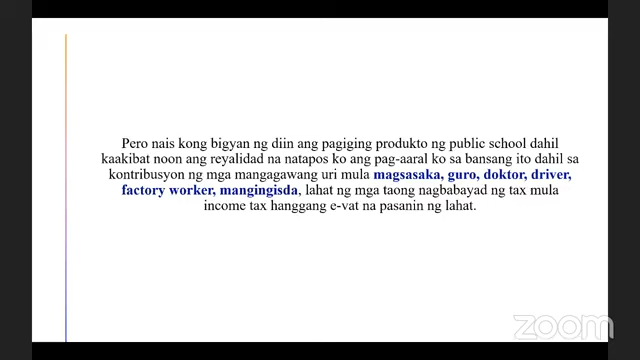 Pero nais kong bigyan ng diin ang pagiging produkto ng public school dahil
kaakibat noon ang reyalidad na natapos ko ang pag-aaral ko sa bansang ito dahil sa
kontribusyon ng mga mangagawang uri mula magsasaka, guro, doktor, driver,
factory worker, mangingisda, lahat ng mga taong nagbabayad ng tax mula
income tax hanggang e-vat na pasanin ng lahat.
zoom